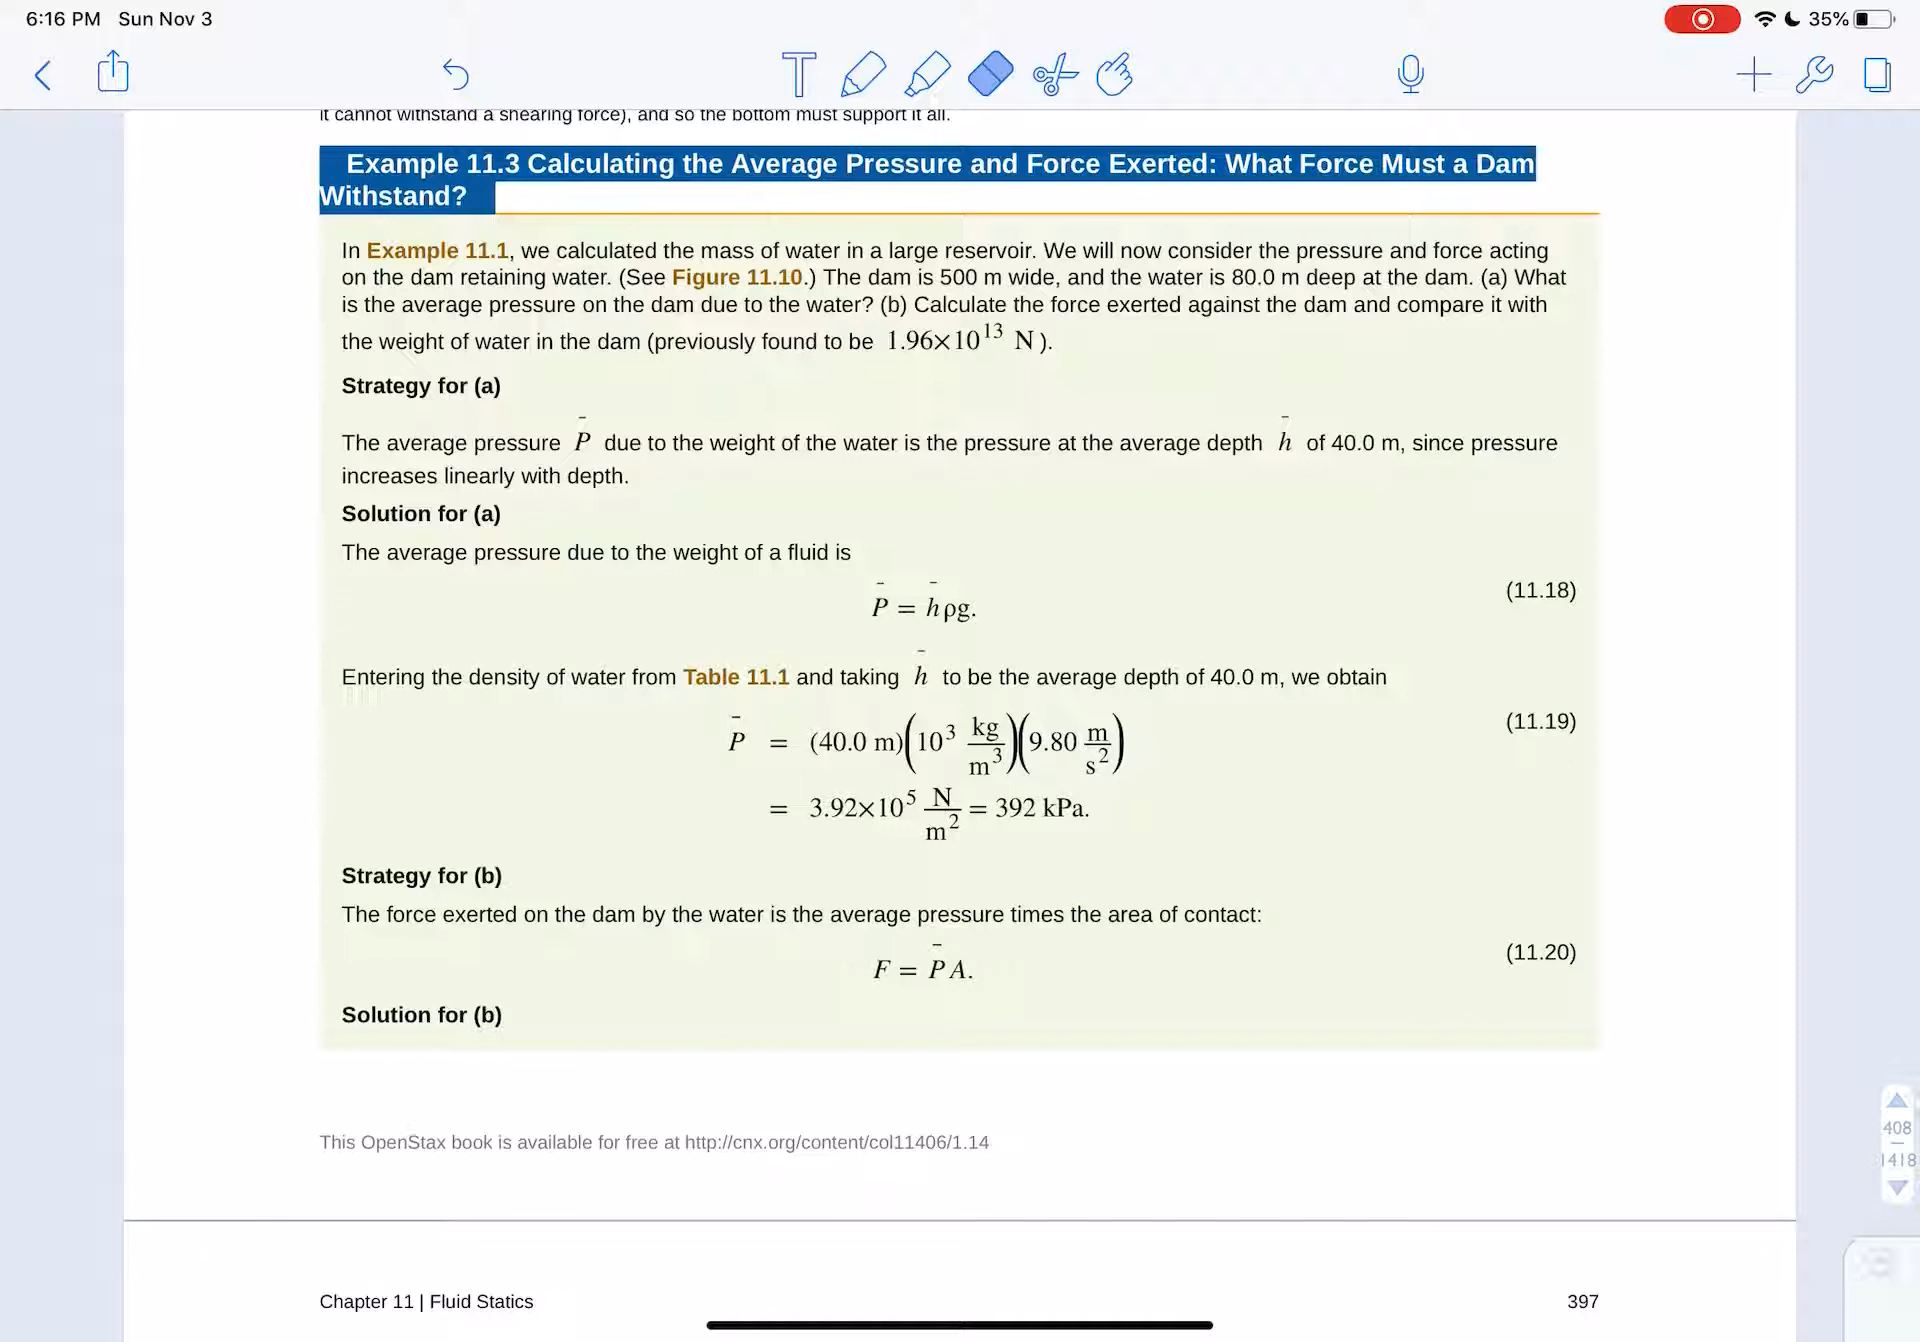 6:16 PM Sun Nov 3
35%
it cannot withstand a shearing force), and so the bottom must support it all.
Example 11.3 Calculating the Average Pressure and Force Exerted: What Force Must a Dam
Withstand?
In Example 11.1, we calculated the mass of water in a large reservoir. We will now consider the pressure and force acting
on the dam retaining water. (See Figure 11.10.) The dam is 500 m wide, and the water is 80.0 m deep at the dam. (a) What
is the average pressure on the dam due to the water? (b) Calculate the force exerted against the dam and compare it with
the weight of water in the dam (previously found to be 1.96×10¹³ N).
Strategy for (a)
The average pressure P̄ due to the weight of the water is the pressure at the average depth h̄ of 40.0 m, since pressure
increases linearly with depth.
Solution for (a)
The average pressure due to the weight of a fluid is
P̄ = h̄ρg. (11.18)
Entering the density of water from Table 11.1 and taking h̄ to be the average depth of 40.0 m, we obtain
P̄ = (40.0 m)(10³ kg/m³)(9.80 m/s²) (11.19)
= 3.92×10⁵ N/m² = 392 kPa.
Strategy for (b)
The force exerted on the dam by the water is the average pressure times the area of contact:
F = P̄A. (11.20)
Solution for (b)
This OpenStax book is available for free at http://cnx.org/content/col11406/1.14
408
1418
Chapter 11 | Fluid Statics 397